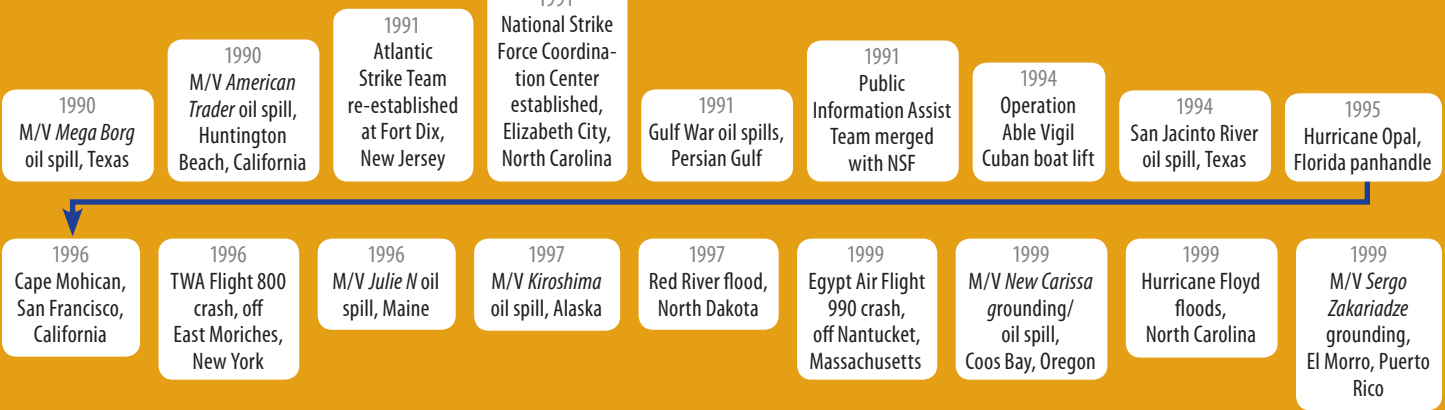 1990
M/V Mega Borg
oil spill, Texas
1990
M/V American
Trader oil spill,
Huntington
Beach, California
1991
Atlantic
Strike Team
re-established
at Fort Dix,
New Jersey
1991
National Strike
Force Coordina-
tion Center
established,
Elizabeth City,
North Carolina
1991
Gulf War oil spills,
Persian Gulf
1991
Public
Information Assist
Team merged
with NSF
1994
Operation
Able Vigil
Cuban boat lift
1994
San Jacinto River
oil spill, Texas
1995
Hurricane Opal,
Florida panhandle
1996
Cape Mohican,
San Francisco,
California
1996
TWA Flight 800
crash, off
East Moriches,
New York
1996
M/V Julie N oil
spill, Maine
1997
M/V Kiroshima
oil spill, Alaska
1997
Red River flood,
North Dakota
1999
Egypt Air Flight
990 crash,
off Nantucket,
Massachusetts
1999
M/V New Carissa
grounding/
oil spill,
Coos Bay, Oregon
1999
Hurricane Floyd
floods,
North Carolina
1999
M/V Sergo
Zakariadze
grounding,
El Morro, Puerto
Rico